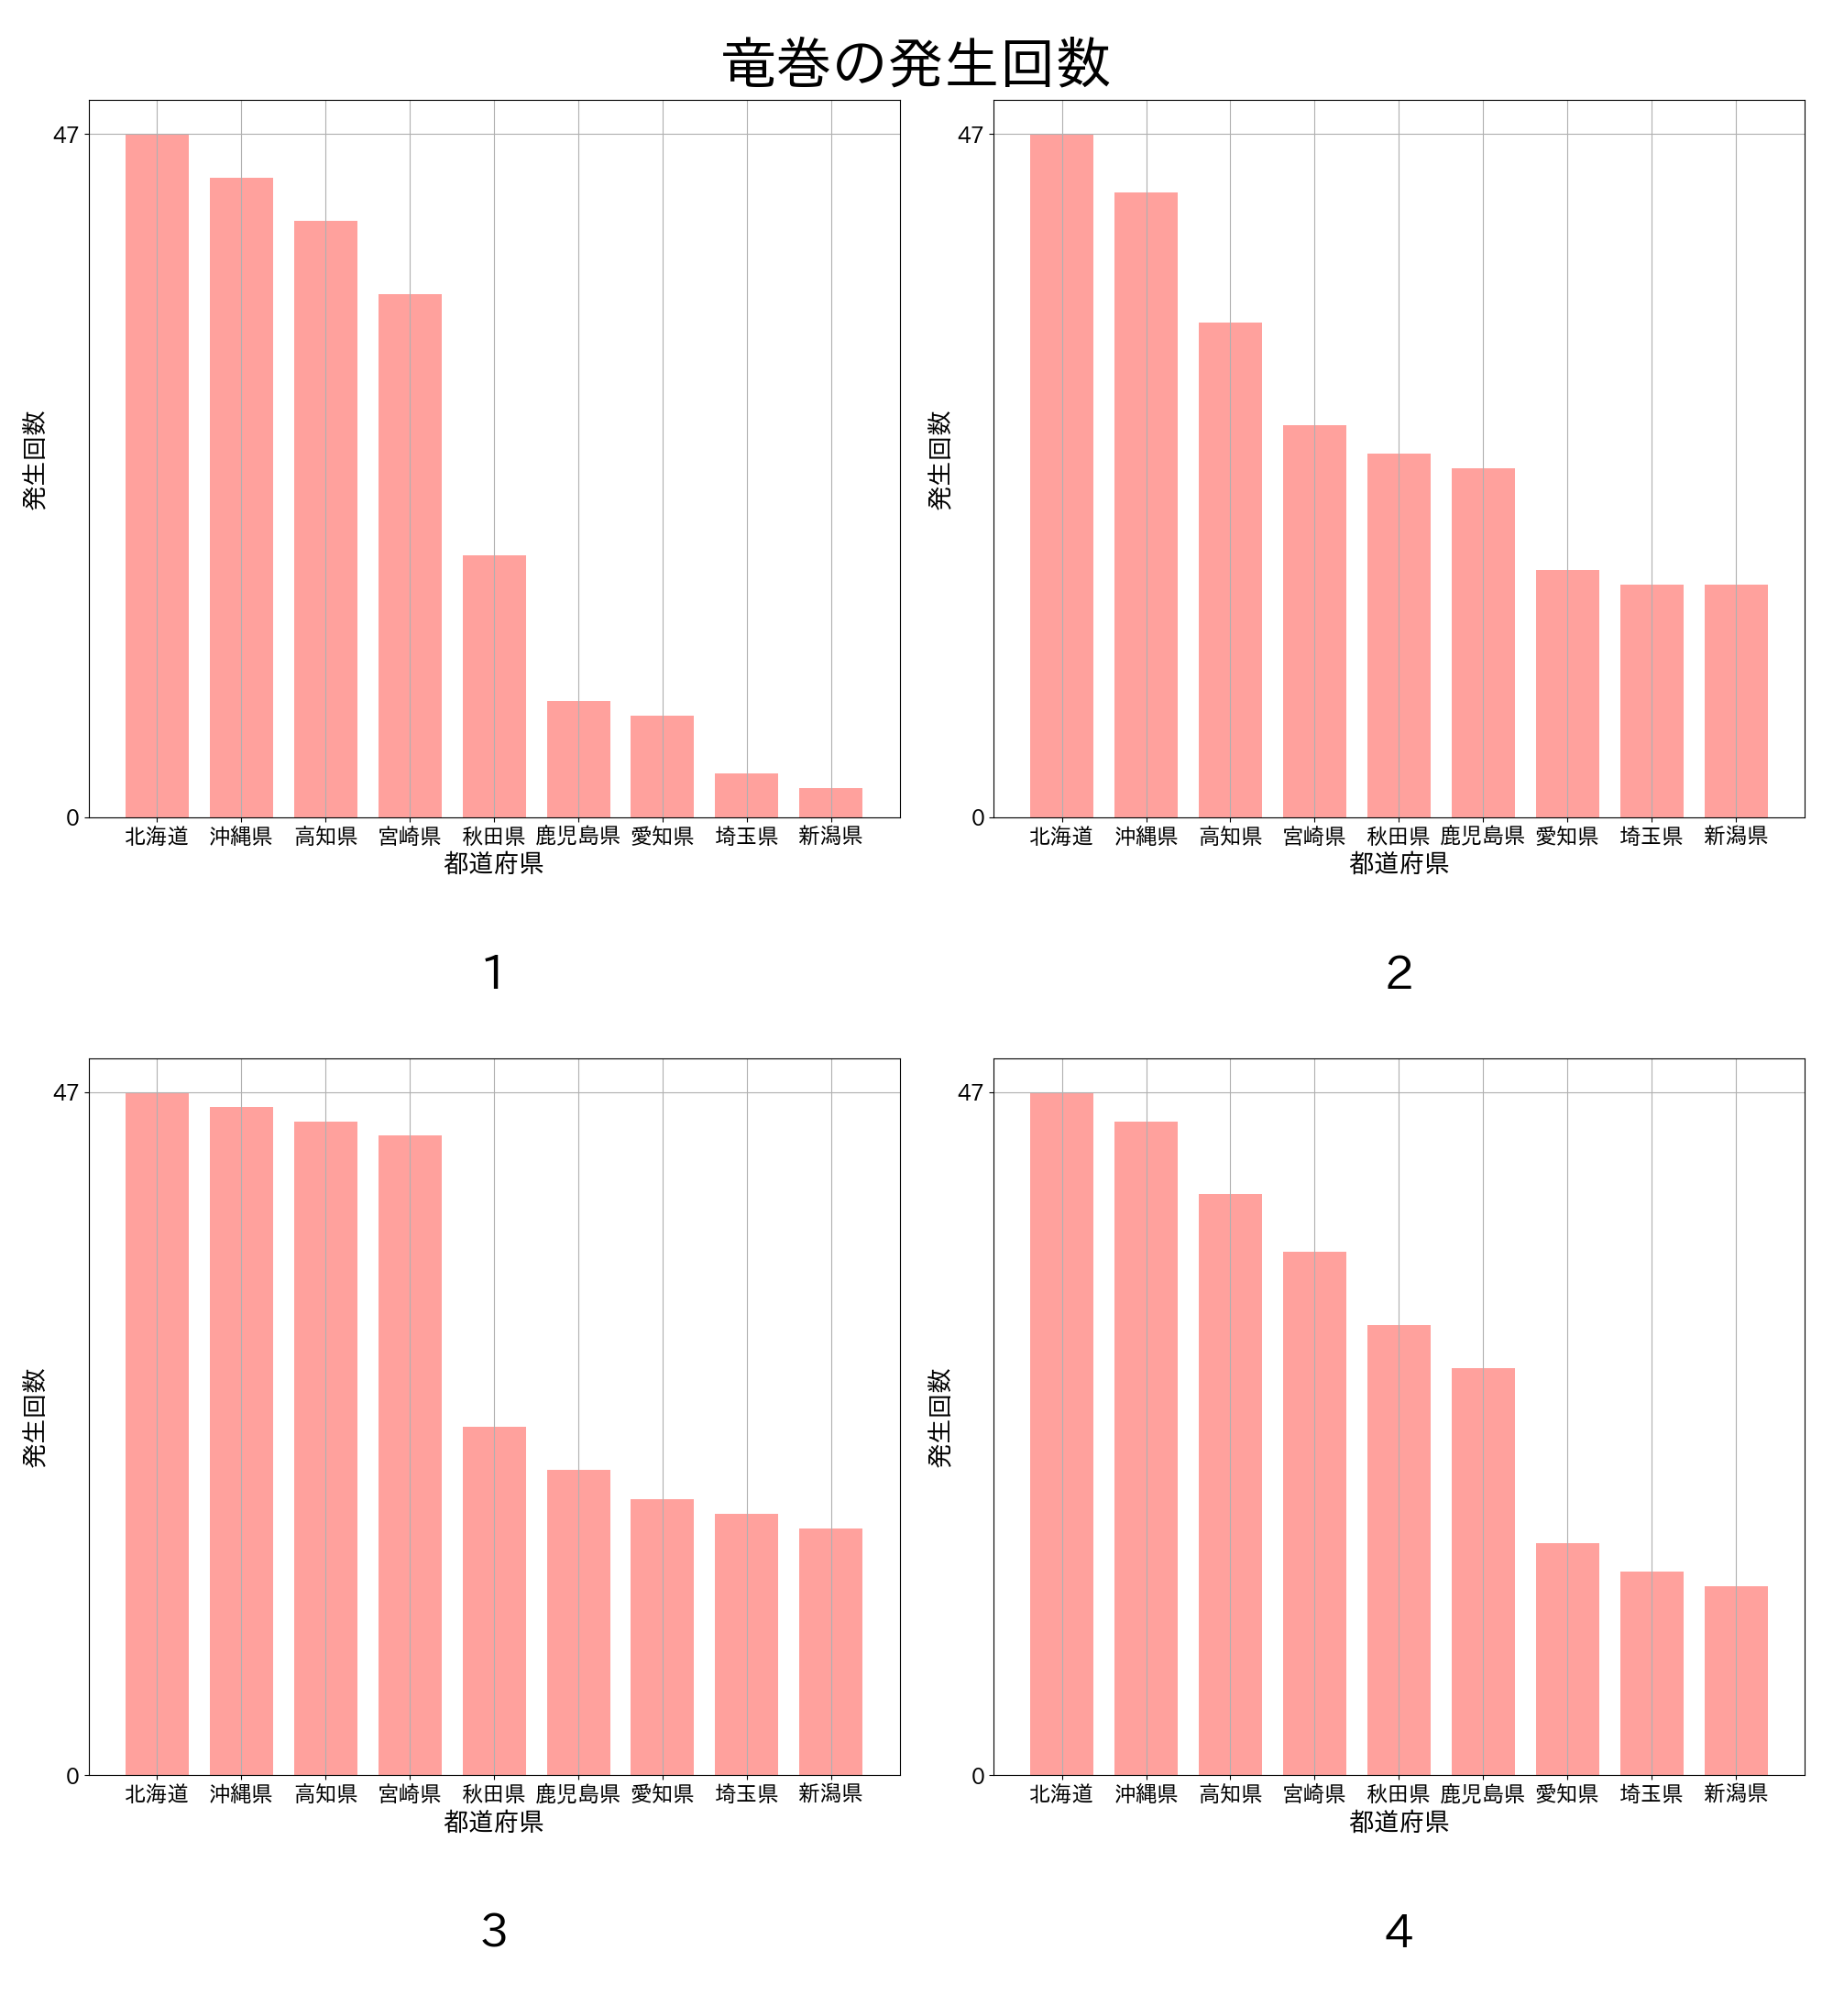 竜巻の発生回数
47
0
発生回数
北海道 沖縄県 高知県 宮崎県 秋田県 鹿児島県 愛知県 埼玉県 新潟県
都道府県
1
47
0
発生回数
北海道 沖縄県 高知県 宮崎県 秋田県 鹿児島県 愛知県 埼玉県 新潟県
都道府県
2
47
0
発生回数
北海道 沖縄県 高知県 宮崎県 秋田県 鹿児島県 愛知県 埼玉県 新潟県
都道府県
3
47
0
発生回数
北海道 沖縄県 高知県 宮崎県 秋田県 鹿児島県 愛知県 埼玉県 新潟県
都道府県
4